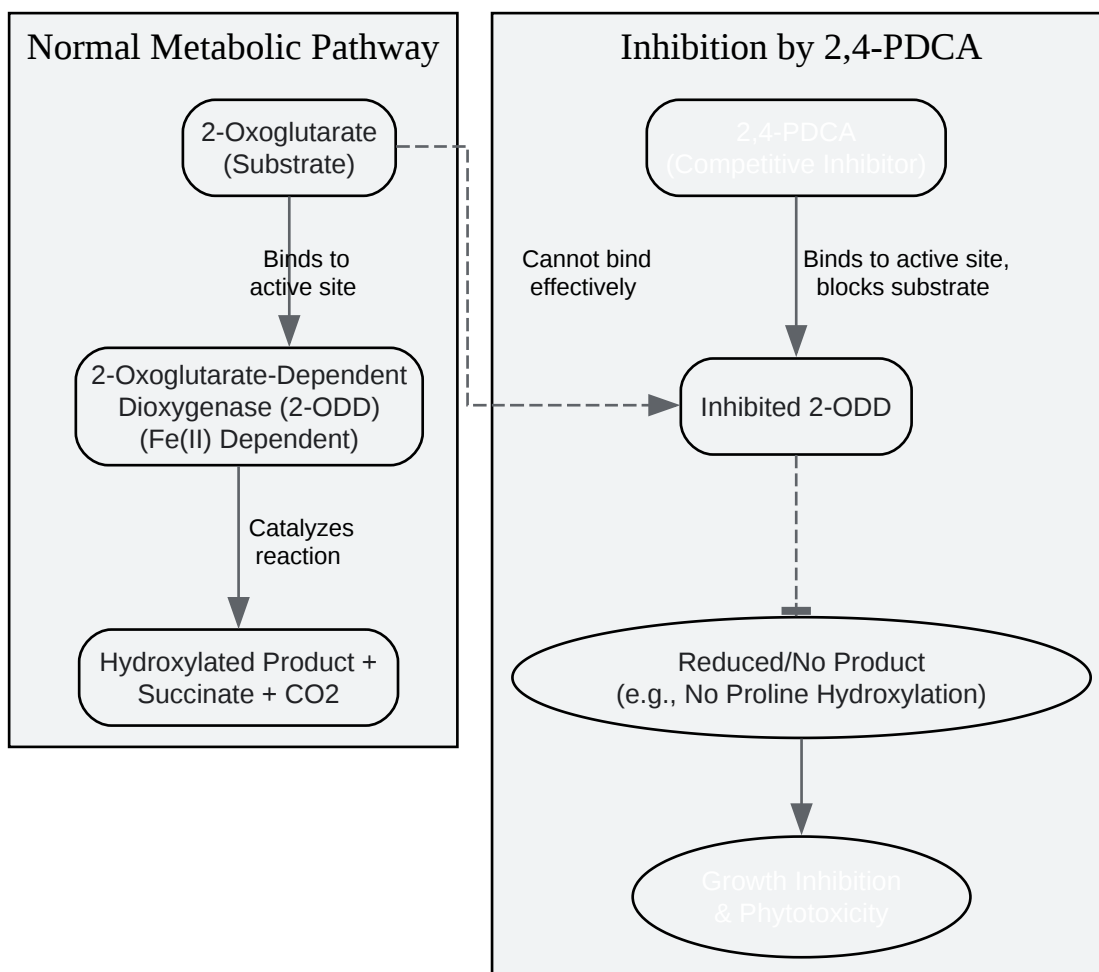 Normal Metabolic Pathway
2-Oxoglutarate
(Substrate)
Binds to
active site
2-Oxoglutarate-Dependent
Dioxygenase (2-ODD)
(Fe(II) Dependent)
Catalyzes
reaction
Hydroxylated Product +
Succinate + CO2
Inhibition by 2,4-PDCA
2,4-PDCA
(Competitive Inhibitor)
Cannot bind
effectively
Binds to active site,
blocks substrate
Inhibited 2-ODD
Reduced/No Product
(e.g., No Proline Hydroxylation)
Growth Inhibition
& Phytotoxicity